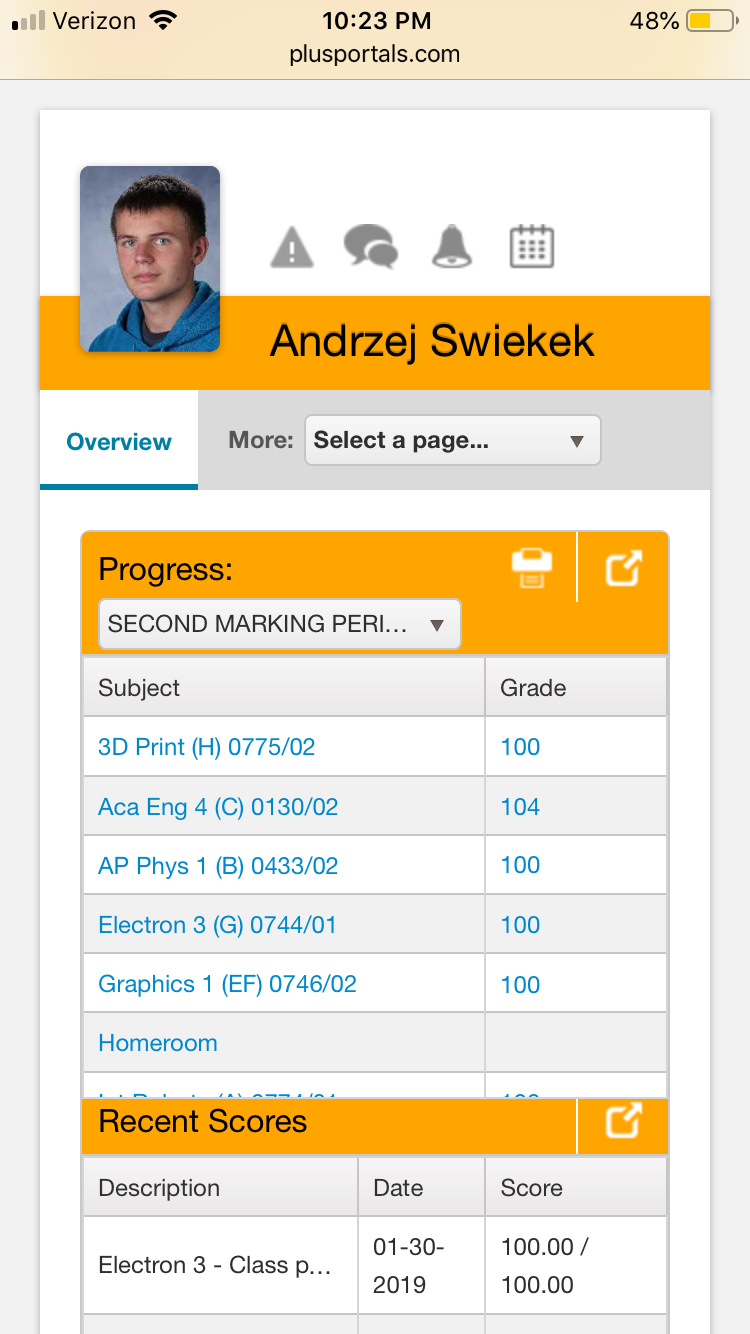 Verizon 10:23 PM 48%
plusportals.com
Andrzej Swiekek
Overview More: Select a page...
Progress:
SECOND MARKING PERI...
Subject Grade
3D Print (H) 0775/02 100
Aca Eng 4 (C) 0130/02 104
AP Phys 1 (B) 0433/02 100
Electron 3 (G) 0744/01 100
Graphics 1 (EF) 0746/02 100
Homeroom
Recent Scores
Description Date Score
Electron 3 - Class p... 01-30- 100.00 /
2019 100.00